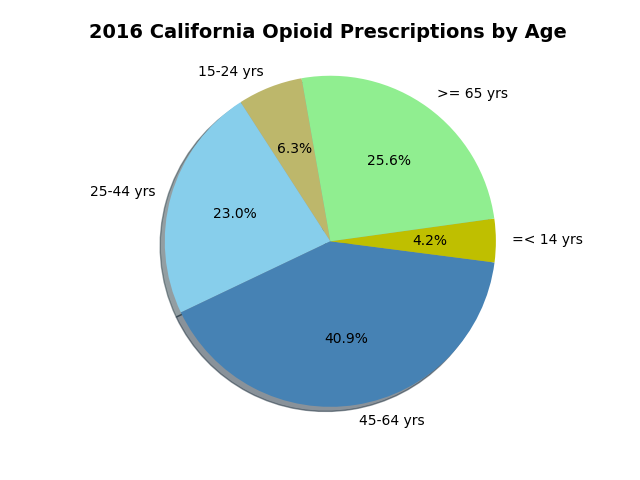 2016 California Opioid Prescriptions by Age
15-24 yrs
>= 65 yrs
6.3%
25.6%
25-44 yrs
23.0%
4.2%
=< 14 yrs
40.9%
45-64 yrs